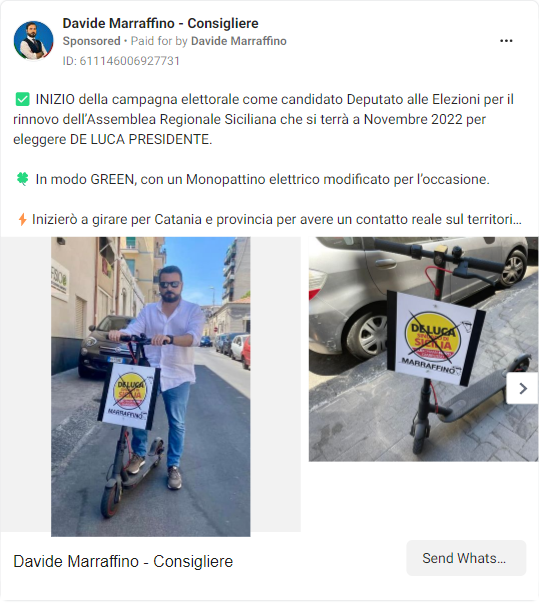 Davide Marraffino - Consigliere
Sponsored • Paid for by Davide Marraffino
ID: 611146006927731
✅ INIZIO della campagna elettorale come candidato Deputato alle Elezioni per il
rinnovo dell’Assemblea Regionale Siciliana che si terrà a Novembre 2022 per
eleggere DE LUCA PRESIDENTE.
🍀 In modo GREEN, con un Monopattino elettrico modificato per l’occasione.
⚡ Inizierò a girare per Catania e provincia per avere un contatto reale sul territori...
DE LUCA
SICILIA
MARRAFFINO
DE LUCA
SICILIA
MARRAFFINO
Davide Marraffino - Consigliere
Send Whats...